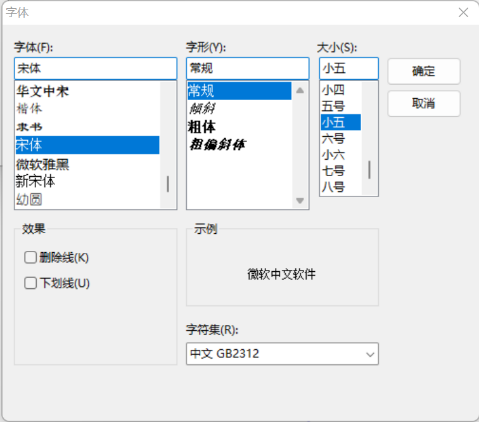 字体
字体(F):
宋体
华文中宋
楷体
隶书
宋体
微软雅黑
新宋体
幼圆
字形(Y):
常规
常规
倾斜
粗体
粗偏斜体
大小(S):
小五
小四
五号
小五
六号
小六
七号
八号
确定
取消
效果
删除线(K)
下划线(U)
示例
微软中文软件
字符集(R):
中文 GB2312